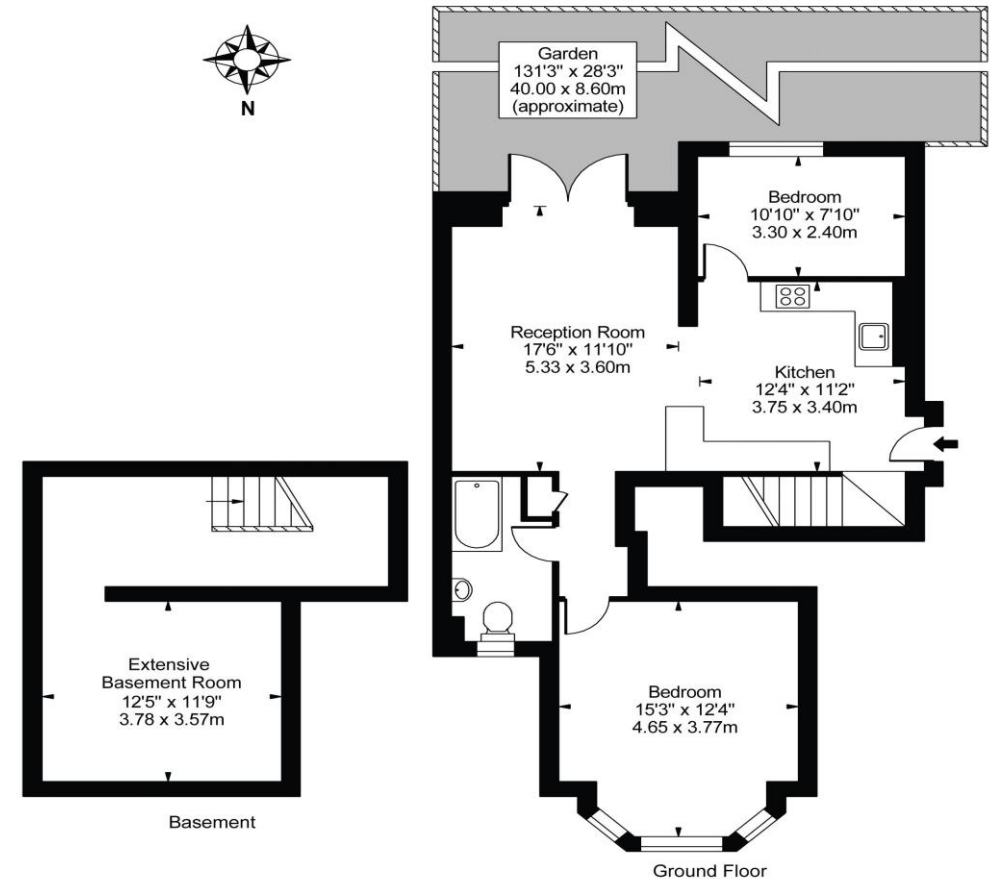 N
Garden
131'3" x 28'3"
40.00 x 8.60m
(approximate)
Bedroom
10'10" x 7'10"
3.30 x 2.40m
Reception Room
17'6" x 11'10"
5.33 x 3.60m
Kitchen
12'4" x 11'2"
3.75 x 3.40m
Extensive
Basement Room
12'5" x 11'9"
3.78 x 3.57m
Bedroom
15'3" x 12'4"
4.65 x 3.77m
Basement
Ground Floor